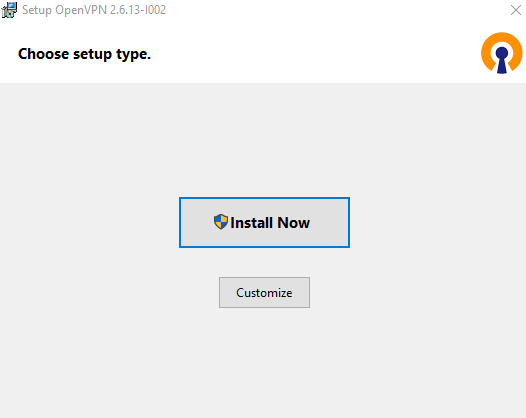 Setup OpenVPN 2.6.13-I002
Choose setup type.
Install Now
Customize